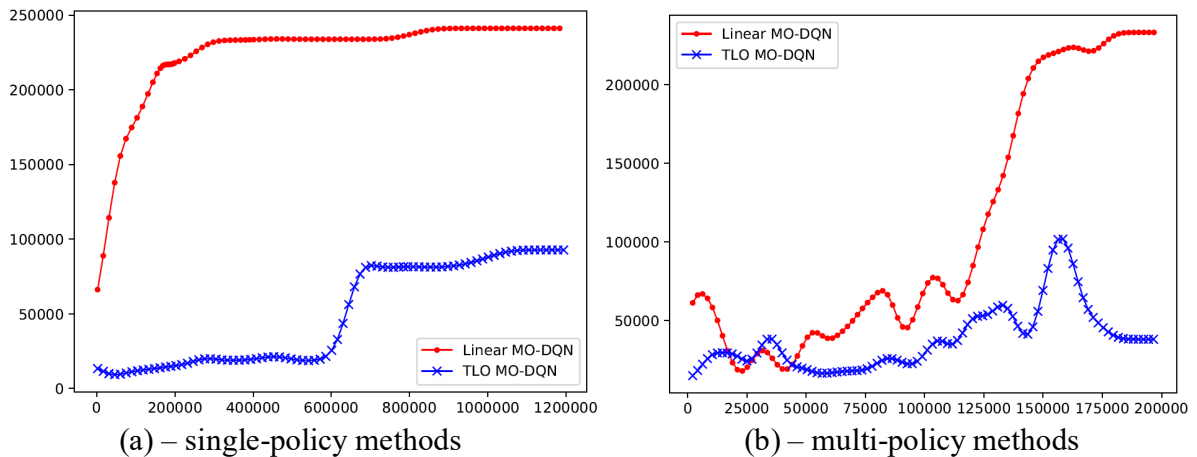 250000
200000
150000
100000
50000
0
0 200000 400000 600000 800000 1000000 1200000
Linear MO-DQN
TLO MO-DQN
(a) – single-policy methods
Linear MO-DQN
TLO MO-DQN
200000
150000
100000
50000
0 25000 50000 75000 100000 125000 150000 175000 200000
(b) – multi-policy methods